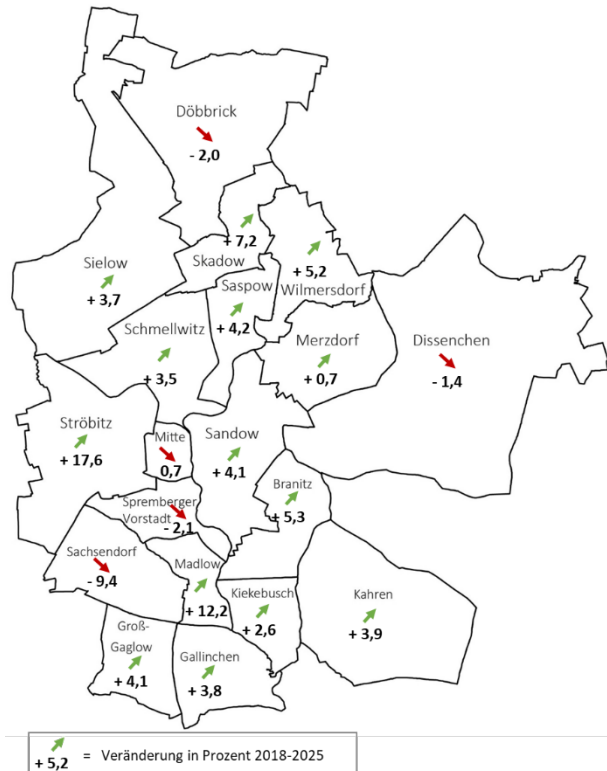 Döbbrick
- 2,0
+ 7,2
Skadow
+ 5,2
Wilmersdorf
Sielow
+ 3,7
Saspow
+ 4,2
Schmellwitz
+ 3,5
Merzdorf
+ 0,7
Dissenchen
- 1,4
Ströbitz
+ 17,6
Mitte
0,7
Sandow
+ 4,1
Branitz
+ 5,3
Spremberger
Vorstadt
- 2,1
Sachsendorf
- 9,4
Madlow
+ 12,2
Kiekebusch
+ 2,6
Kahren
+ 3,9
Groß-
Gaglow
+ 4,1
Gallinchen
+ 3,8
+ 5,2 = Veränderung in Prozent 2018-2025